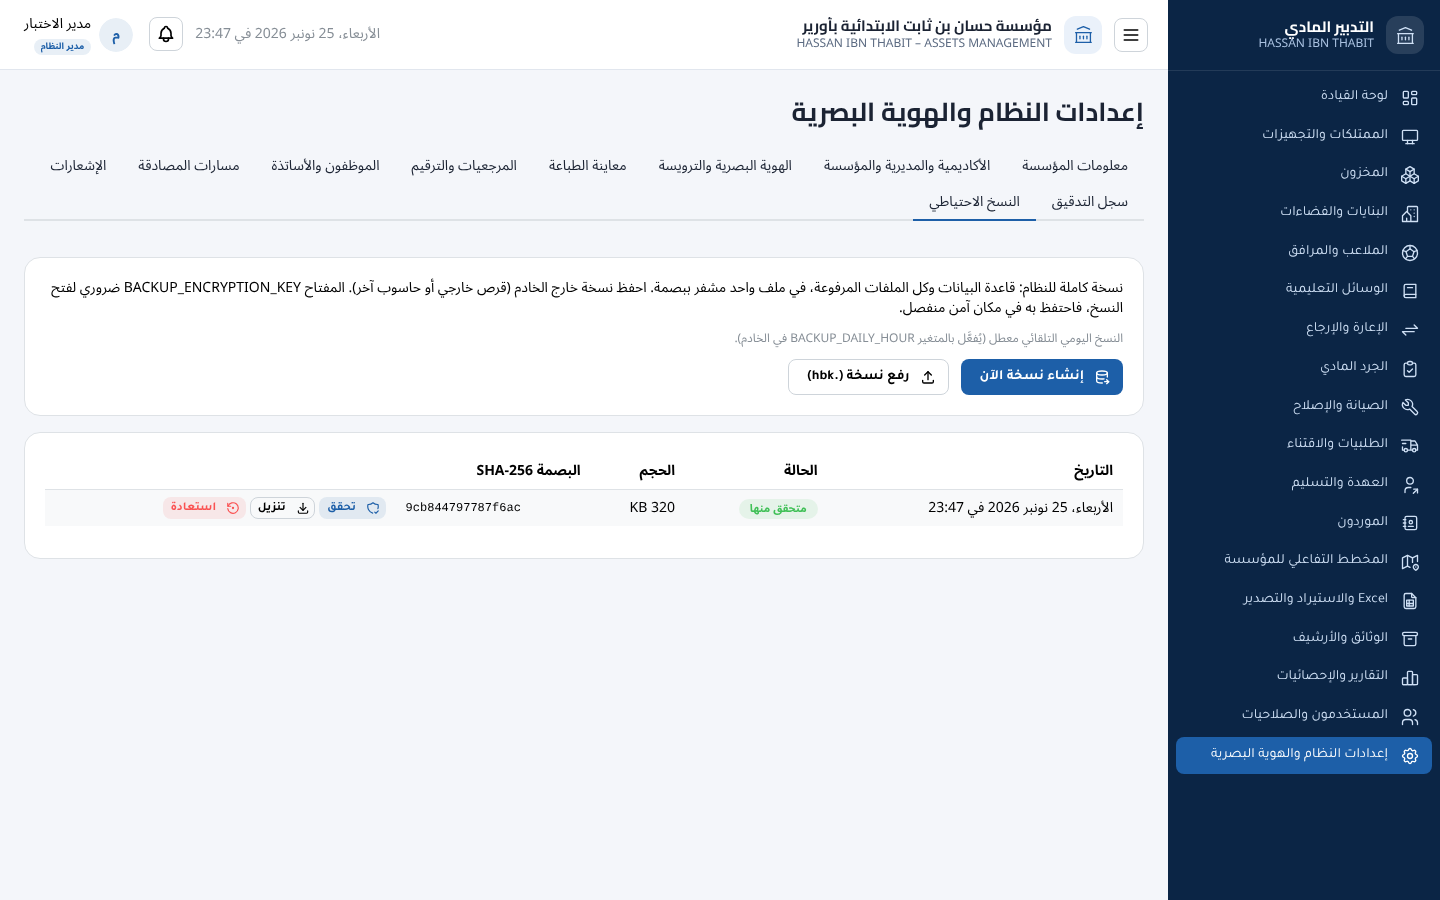 التدبير المادي
HASSAN IBN THABIT
لوحة القيادة
الممتلكات والتجهيزات
المخزون
البنايات والفضاءات
الملاعب والمرافق
الوسائل التعليمية
الإعارة والإرجاع
الجرد المادي
الصيانة والإصلاح
الطلبيات والاقتناء
العهدة والتسليم
الموردون
المخطط التفاعلي للمؤسسة
Excel والاستيراد والتصدير
الوثائق والأرشيف
التقارير والإحصائيات
المستخدمون والصلاحيات
إعدادات النظام والهوية البصرية
مؤسسة حسان بن ثابت الابتدائية بأورير
HASSAN IBN THABIT – ASSETS MANAGEMENT
الأربعاء، 25 نونبر 2026 في 23:47
م
مدير الاختبار
مدير النظام
إعدادات النظام والهوية البصرية
معلومات المؤسسة الأكاديمية والمديرية والمؤسسة الهوية البصرية والترويسة معاينة الطباعة المرجعيات والترقيم الموظفون والأساتذة مسارات المصادقة الإشعارات
سجل التدقيق النسخ الاحتياطي
نسخة كاملة للنظام: قاعدة البيانات وكل الملفات المرفوعة، في ملف واحد مشفر ببصمة. احفظ نسخة خارج الخادم (قرص خارجي أو حاسوب آخر). المفتاح BACKUP_ENCRYPTION_KEY ضروري لفتح
النسخ، فاحتفظ به في مكان آمن منفصل.
النسخ اليومي التلقائي معطل (يُفعَّل بالمتغير BACKUP_DAILY_HOUR في الخادم).
إنشاء نسخة الآن رفع نسخة (.hbk)
التاريخ الحالة الحجم البصمة SHA-256
الأربعاء، 25 نونبر 2026 في 23:47 متحقق منها 320 KB 9cb844797787f6ac تحقق تنزيل استعادة